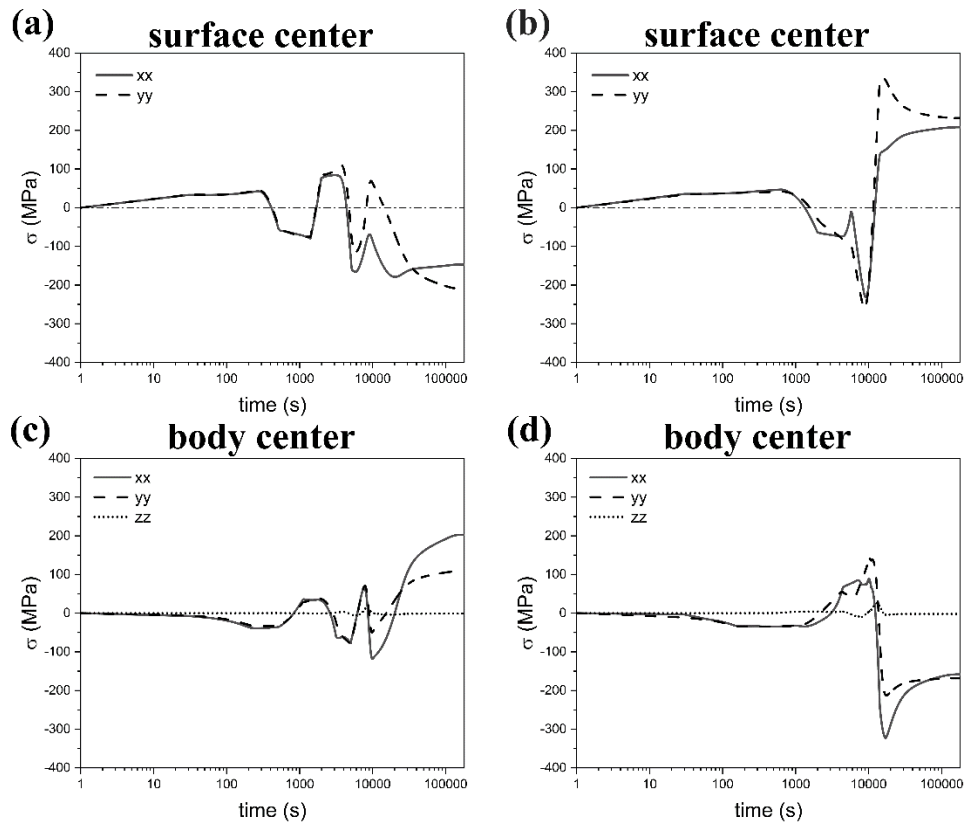 (a) surface center
400
300
200
100
0
-100
-200
-300
-400
σ (MPa)
xx
yy
1 10 100 1000 10000 100000
time (s)
(b) surface center
400
300
200
100
0
-100
-200
-300
-400
σ (MPa)
xx
yy
1 10 100 1000 10000 100000
time (s)
(c) body center
400
300
200
100
0
-100
-200
-300
-400
σ (MPa)
xx
yy
zz
1 10 100 1000 10000 100000
time (s)
(d) body center
400
300
200
100
0
-100
-200
-300
-400
σ (MPa)
xx
yy
zz
1 10 100 1000 10000 100000
time (s)